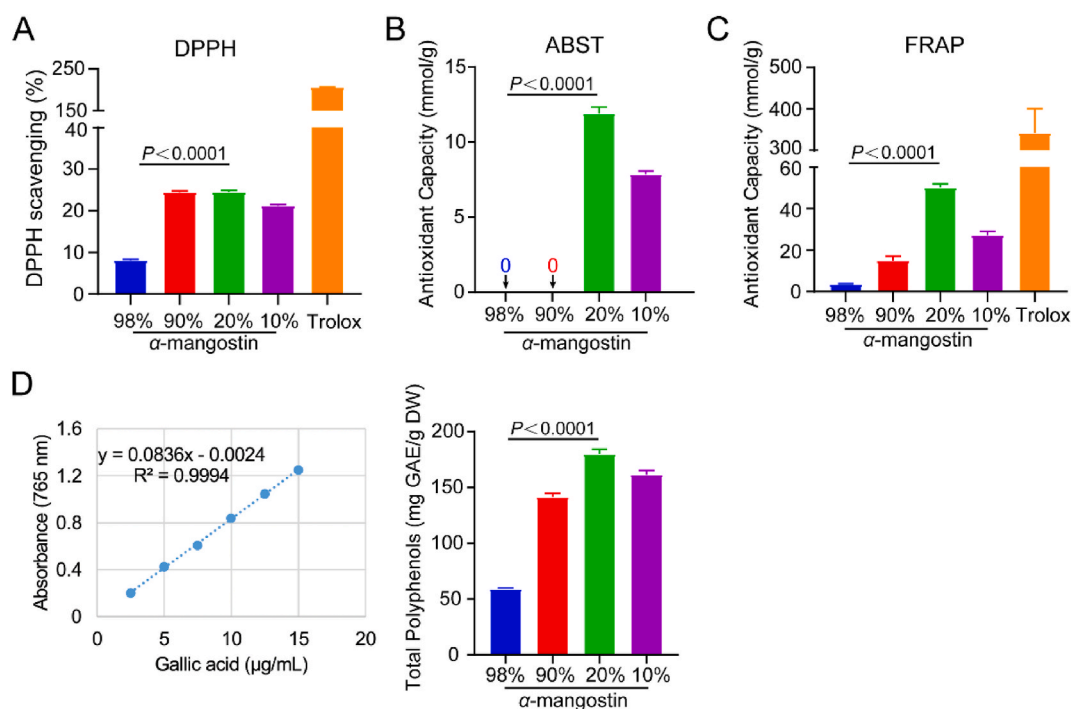 A
DPPH
DPPH scavenging (%)
250
150
40
30
20
10
0
P<0.0001
98% 90% 20% 10% Trolox
α-mangostin
B
ABST
Antioxidant Capacity (mmol/g)
15
10
5
0
P<0.0001
0 0
98% 90% 20% 10%
α-mangostin
C
FRAP
Antioxidant Capacity (mmol/g)
500
400
300
60
40
20
0
P<0.0001
98% 90% 20% 10% Trolox
α-mangostin
D
Absorbance (765 nm)
1.6
1.2
0.8
0.4
0
y = 0.0836x - 0.0024
R² = 0.9994
0 5 10 15 20
Gallic acid (μg/mL)
Total Polyphenols (mg GAE/g DW)
200
150
100
50
0
P<0.0001
98% 90% 20% 10%
α-mangostin